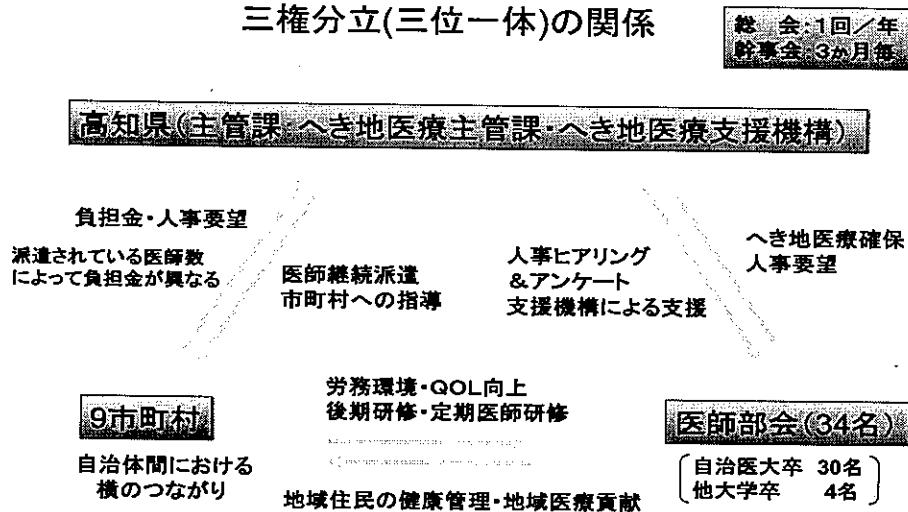 三権分立(三位一体)の関係
総 会:1回／年
幹事会:3か月毎
高知県(主管課・へき地医療主管課・へき地医療支援機構)
負担金・人事要望
派遣されている医師数
によって負担金が異なる
医師継続派遣
市町村への指導
人事ヒアリング
&アンケート
支援機構による支援
へき地医療確保
人事要望
9市町村
自治体間における
横のつながり
労務環境・QOL向上
後期研修・定期医師研修
地域住民の健康管理・地域医療貢献
医師部会(34名)
自治医大卒 30名
他大学卒 4名